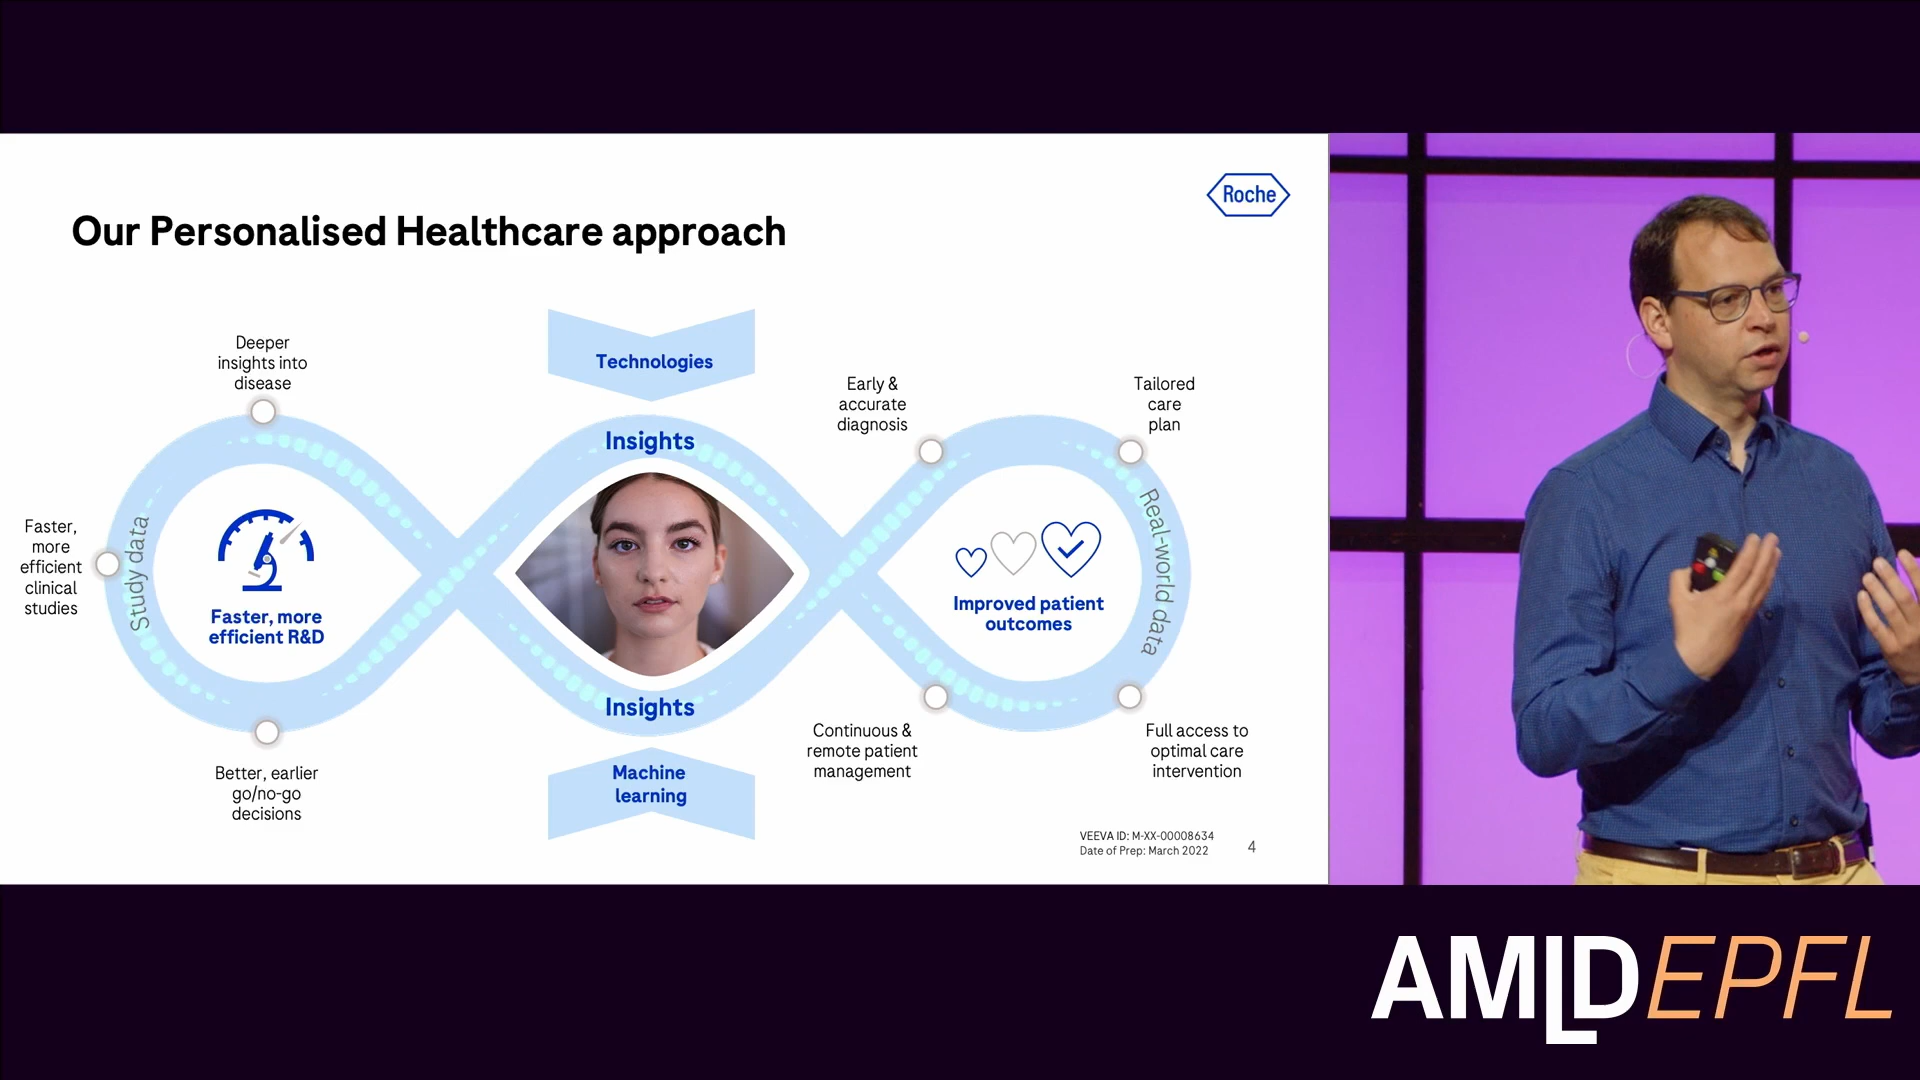 Roche
Our Personalised Healthcare approach
Deeper
insights into
disease
Technologies
Early &
accurate
diagnosis
Tailored
care
plan
Insights
Faster,
more
efficient
clinical
studies
Study data
Faster, more
efficient R&D
Improved patient
outcomes
Real-world data
Insights
Better, earlier
go/no-go
decisions
Machine
learning
Continuous &
remote patient
management
Full access to
optimal care
intervention
VEEVA ID: M-XX-00008634
Date of Prep: March 2022
4
AMLDEPFL